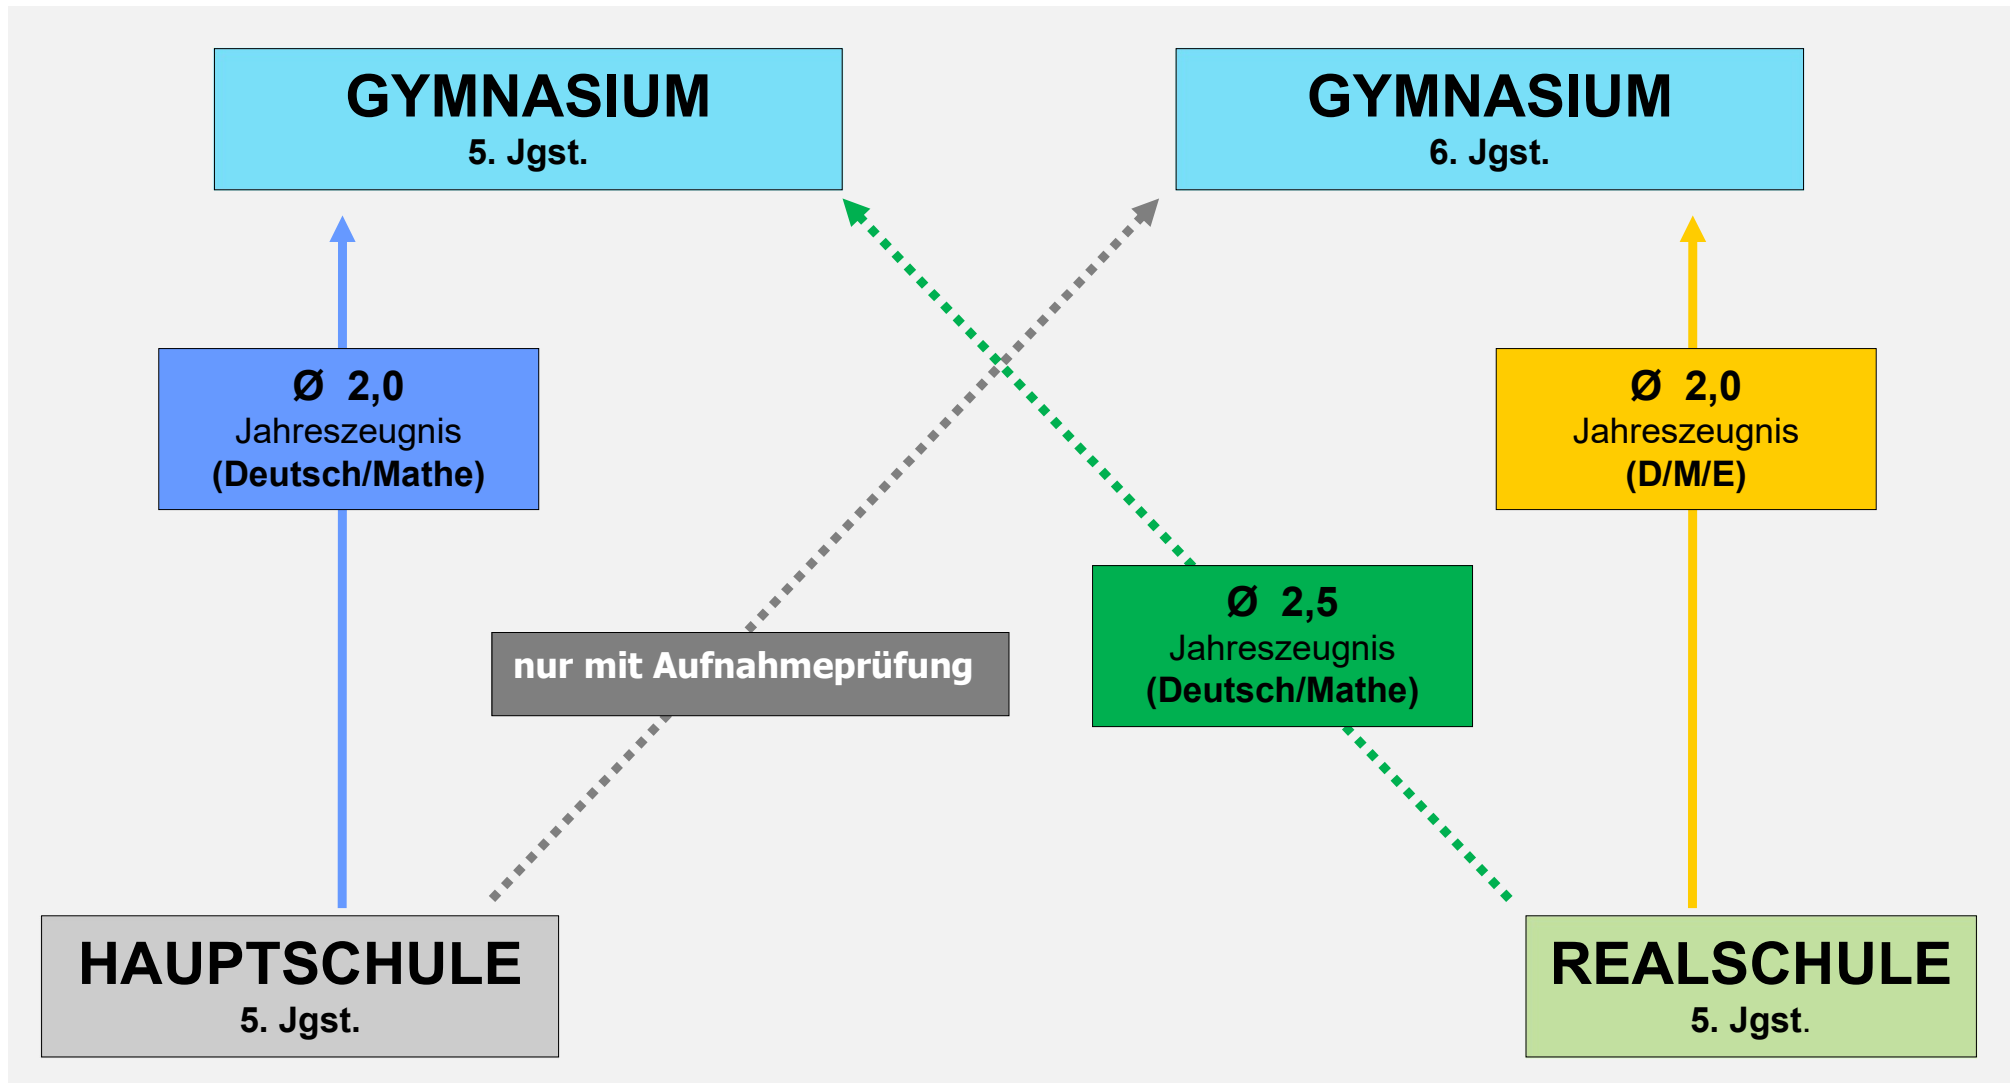 GYMNASIUM
5. Jgst.
GYMNASIUM
6. Jgst.
Ø 2,0
Jahreszeugnis
(Deutsch/Mathe)
Ø 2,0
Jahreszeugnis
(D/M/E)
nur mit Aufnahmeprüfung
Ø 2,5
Jahreszeugnis
(Deutsch/Mathe)
HAUPTSCHULE
5. Jgst.
REALSCHULE
5. Jgst.